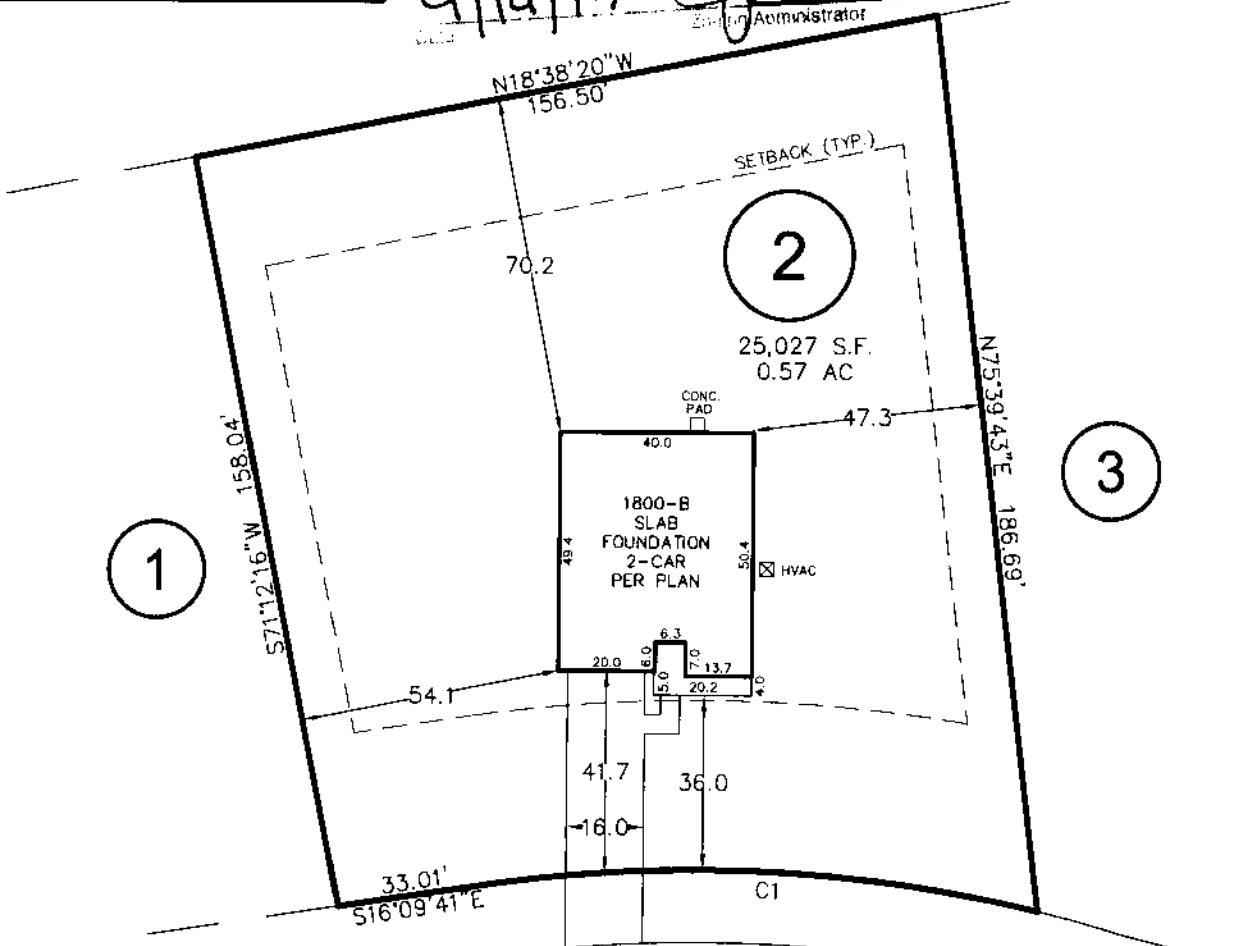 Zoning Administrator
N18°38'20"W
156.50'
SETBACK (TYP.)
2
70.2
25,027 S.F.
0.57 AC
CONC.
PAD
47.3
40.0
N75°39'43"E 186.69'
S71°12'16"W 158.04'
3
1
1800-B
SLAB
FOUNDATION
2-CAR
PER PLAN
49.4
50.4
HVAC
6.3
20.0
6.0
7.0
13.7
5.0
20.2
4.0
54.1
41.7
36.0
16.0
33.01'
S16°09'41"E
C1